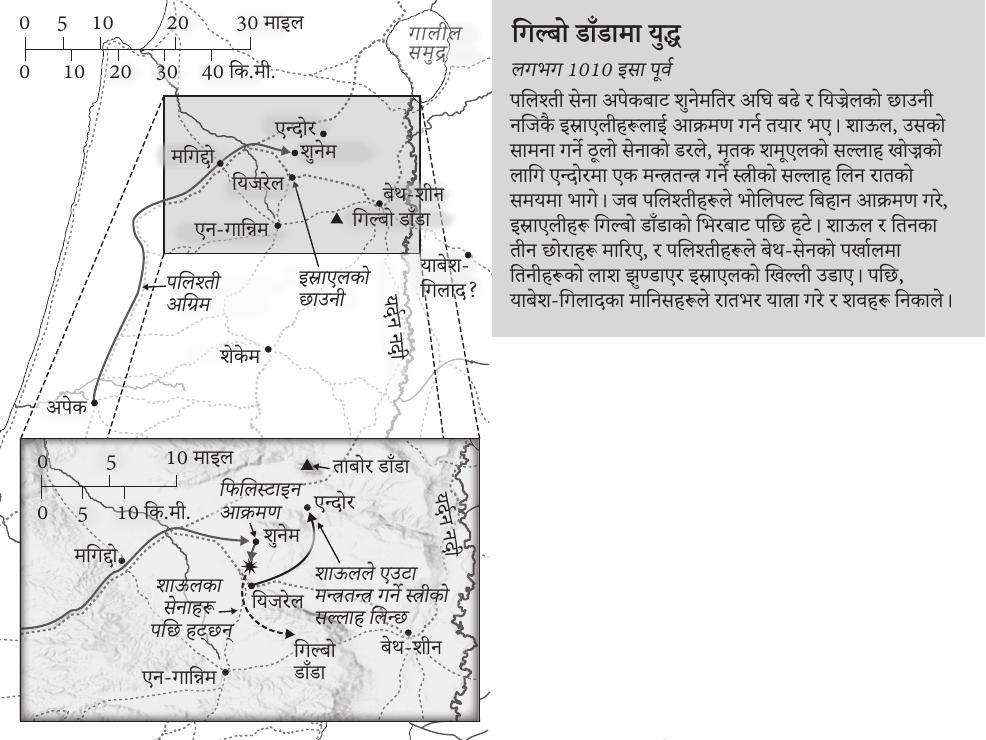 0 5 10 20 30 माइल
0 10 20 30 40 कि.मी.
गालील
समुद्र
एन्दोर
शुनेम
मगिद्दो
यिजरेल
बेथ-शीन
गिल्बो डाँडा
एन-गान्निम
याबेश-
गिलाद?
इस्राएलको
छाउनी
पलिश्ती
अग्रिम
यर्दन नदी
शेकेम
अपेक
0 5 10 माइल
0 5 10 कि.मी.
ताबोर डाँडा
फिलिस्टाइन
आक्रमण
एन्दोर
शुनेम
यर्दन नदी
मगिद्दो
शाऊलका
सेनाहरू
पछि हट्छन्
यिजरेल
शाऊलले एउटा
मन्त्रतन्त्र गर्ने स्त्रीको
सल्लाह लिन्छ
गिल्बो
डाँडा
बेथ-शीन
एन-गान्निम
गिल्बो डाँडामा युद्ध
लगभग 1010 इसा पूर्व
पलिश्ती सेना अपेकबाट शुनेमतिर अघि बढे र यिज्रेलको छाउनी
नजिकै इस्राएलीहरूलाई आक्रमण गर्न तयार भए। शाऊल, उसको
सामना गर्ने ठूलो सेनाको डरले, मृतक शमूएलको सल्लाह खोज्नको
लागि एन्दोरमा एक मन्त्रतन्त्र गर्ने स्त्रीको सल्लाह लिन रातको
समयमा भागे। जब पलिश्तीहरूले भोलिपल्ट बिहान आक्रमण गरे,
इस्राएलीहरू गिल्बो डाँडाको भिरबाट पछि हटे। शाऊल र तिनका
तीन छोराहरू मारिए, र पलिश्तीहरूले बेथ-सेनको पर्खालमा
तिनीहरूको लाश झुण्डाएर इस्राएलको खिल्ली उडाए। पछि,
याबेश-गिलादका मानिसहरूले रातभर यात्रा गरे र शवहरू निकाले।